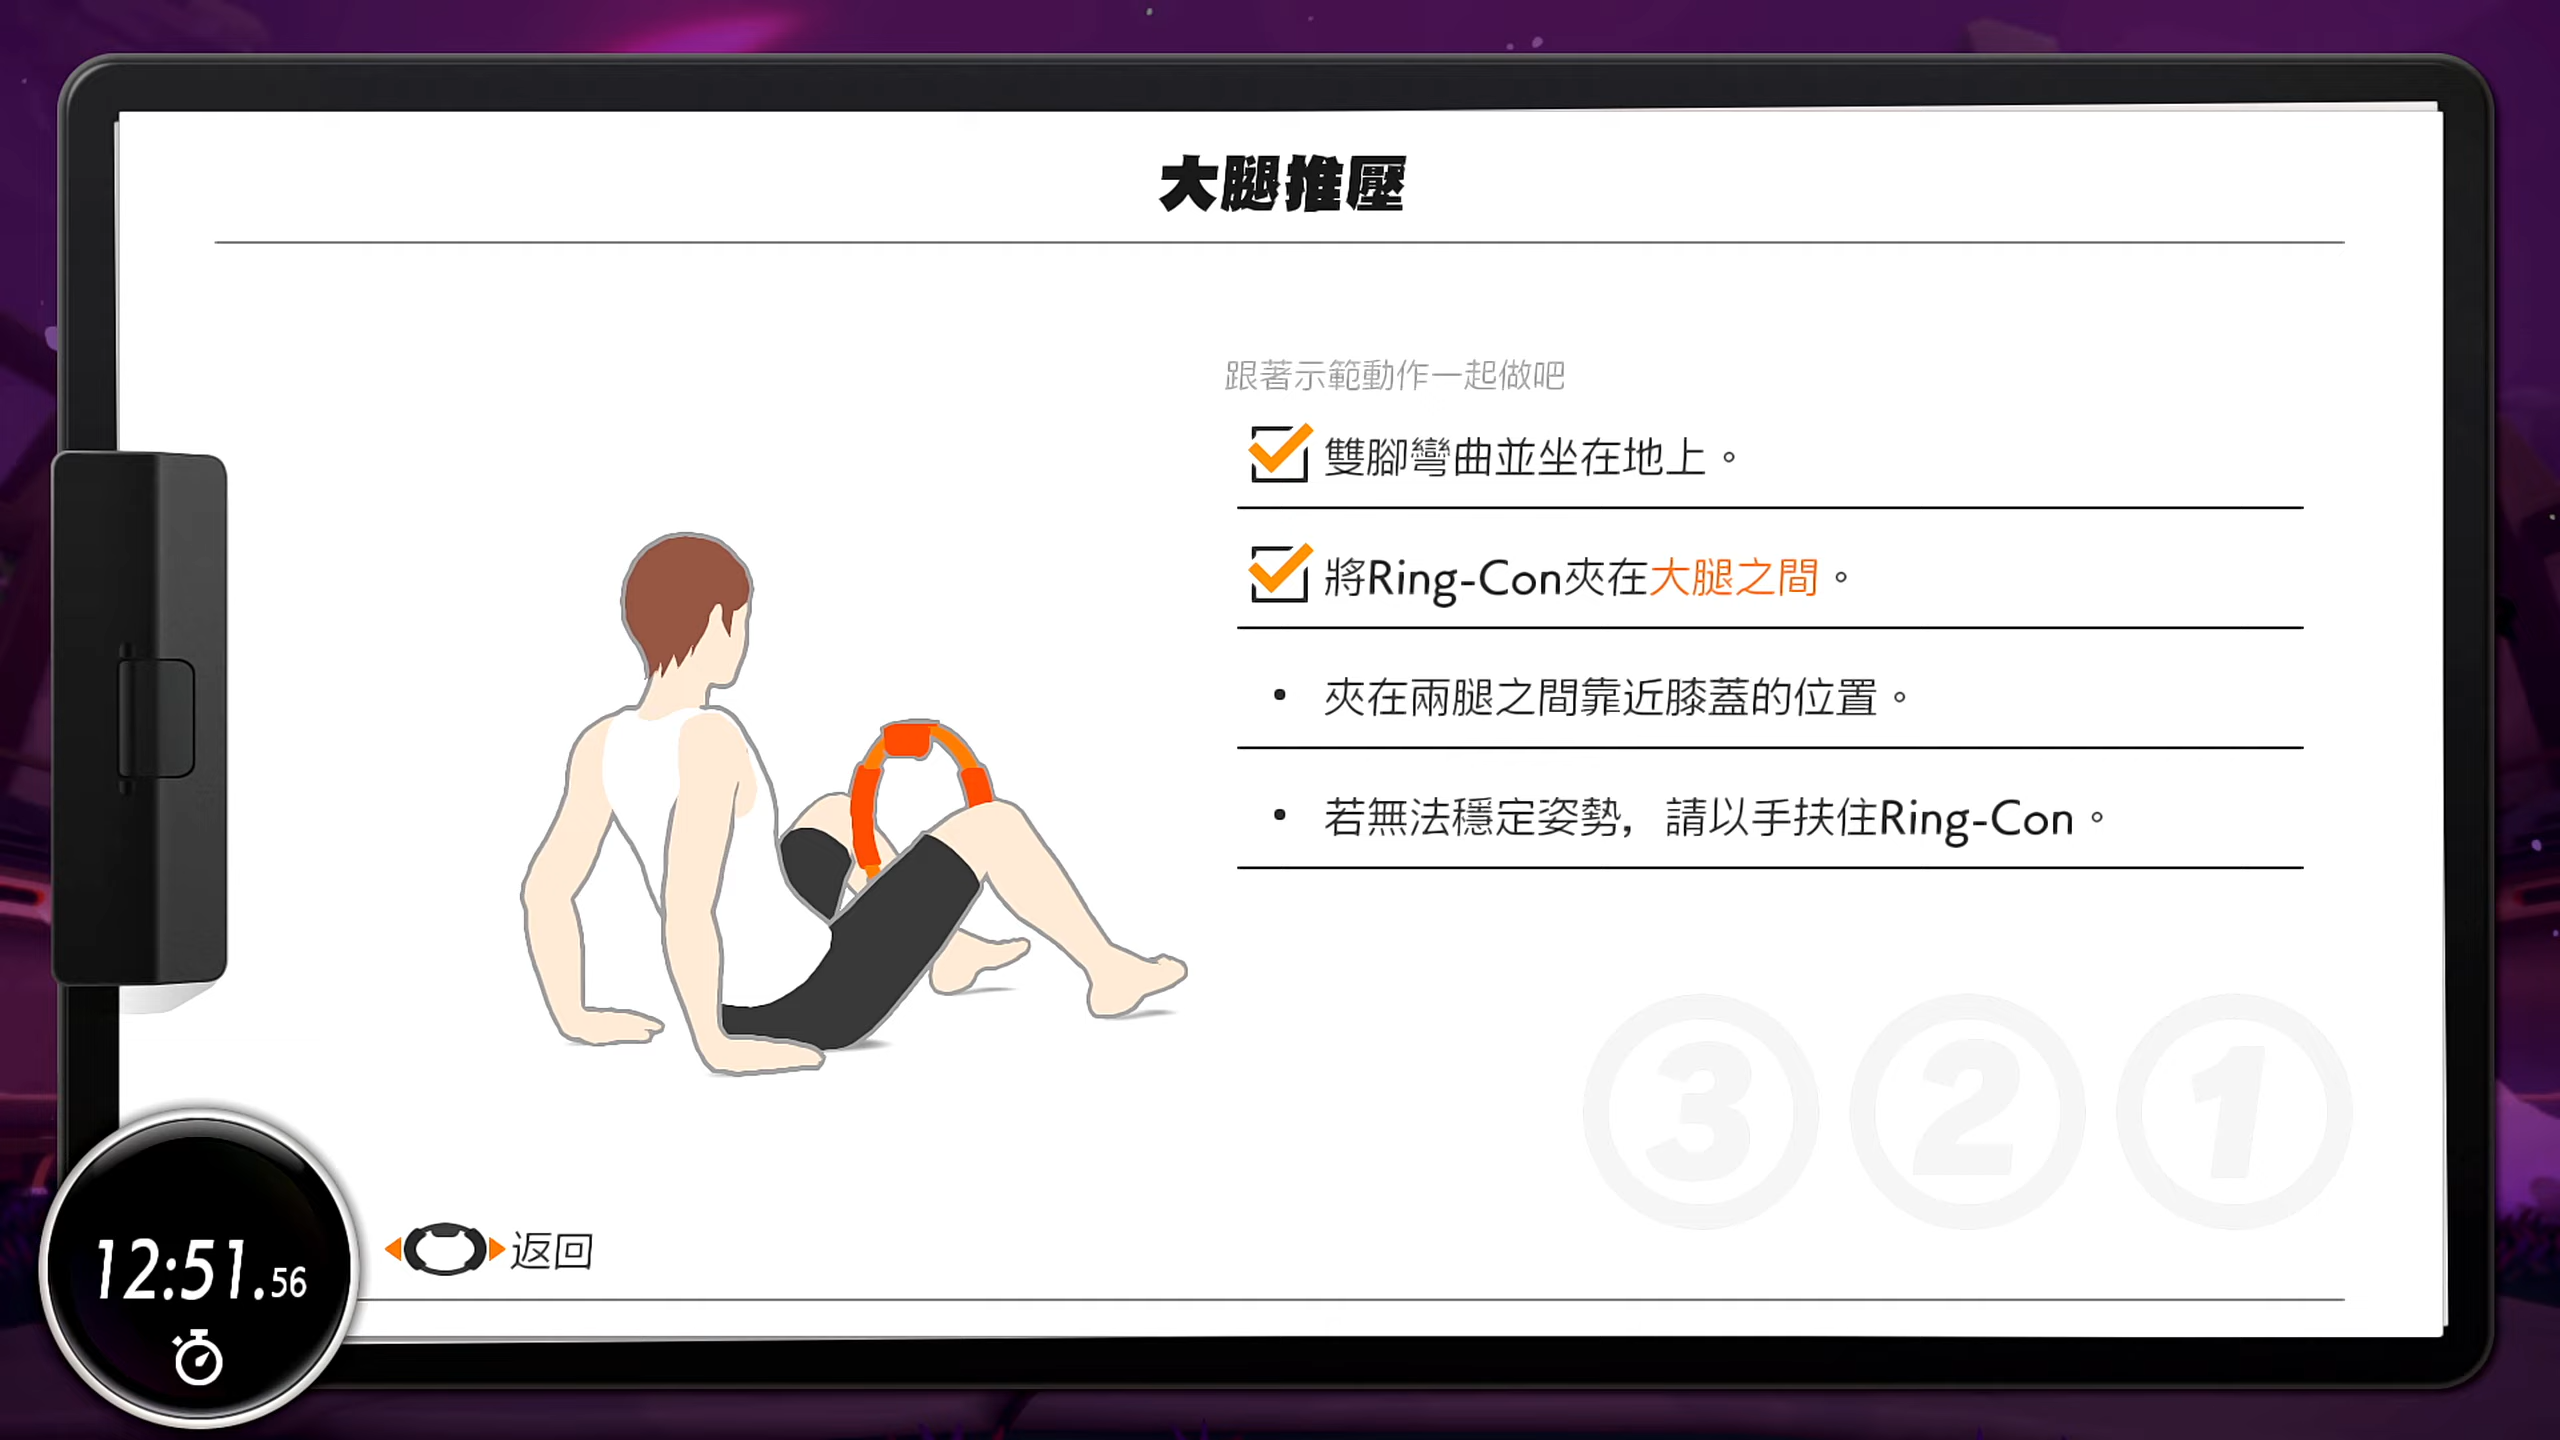 大腿推壓
跟著示範動作一起做吧
雙腳彎曲並坐在地上。
將Ring-Con夾在大腿之間。
• 夾在兩腿之間靠近膝蓋的位置。
• 若無法穩定姿勢，請以手扶住Ring-Con。
3 2 1
返回
12:51.56